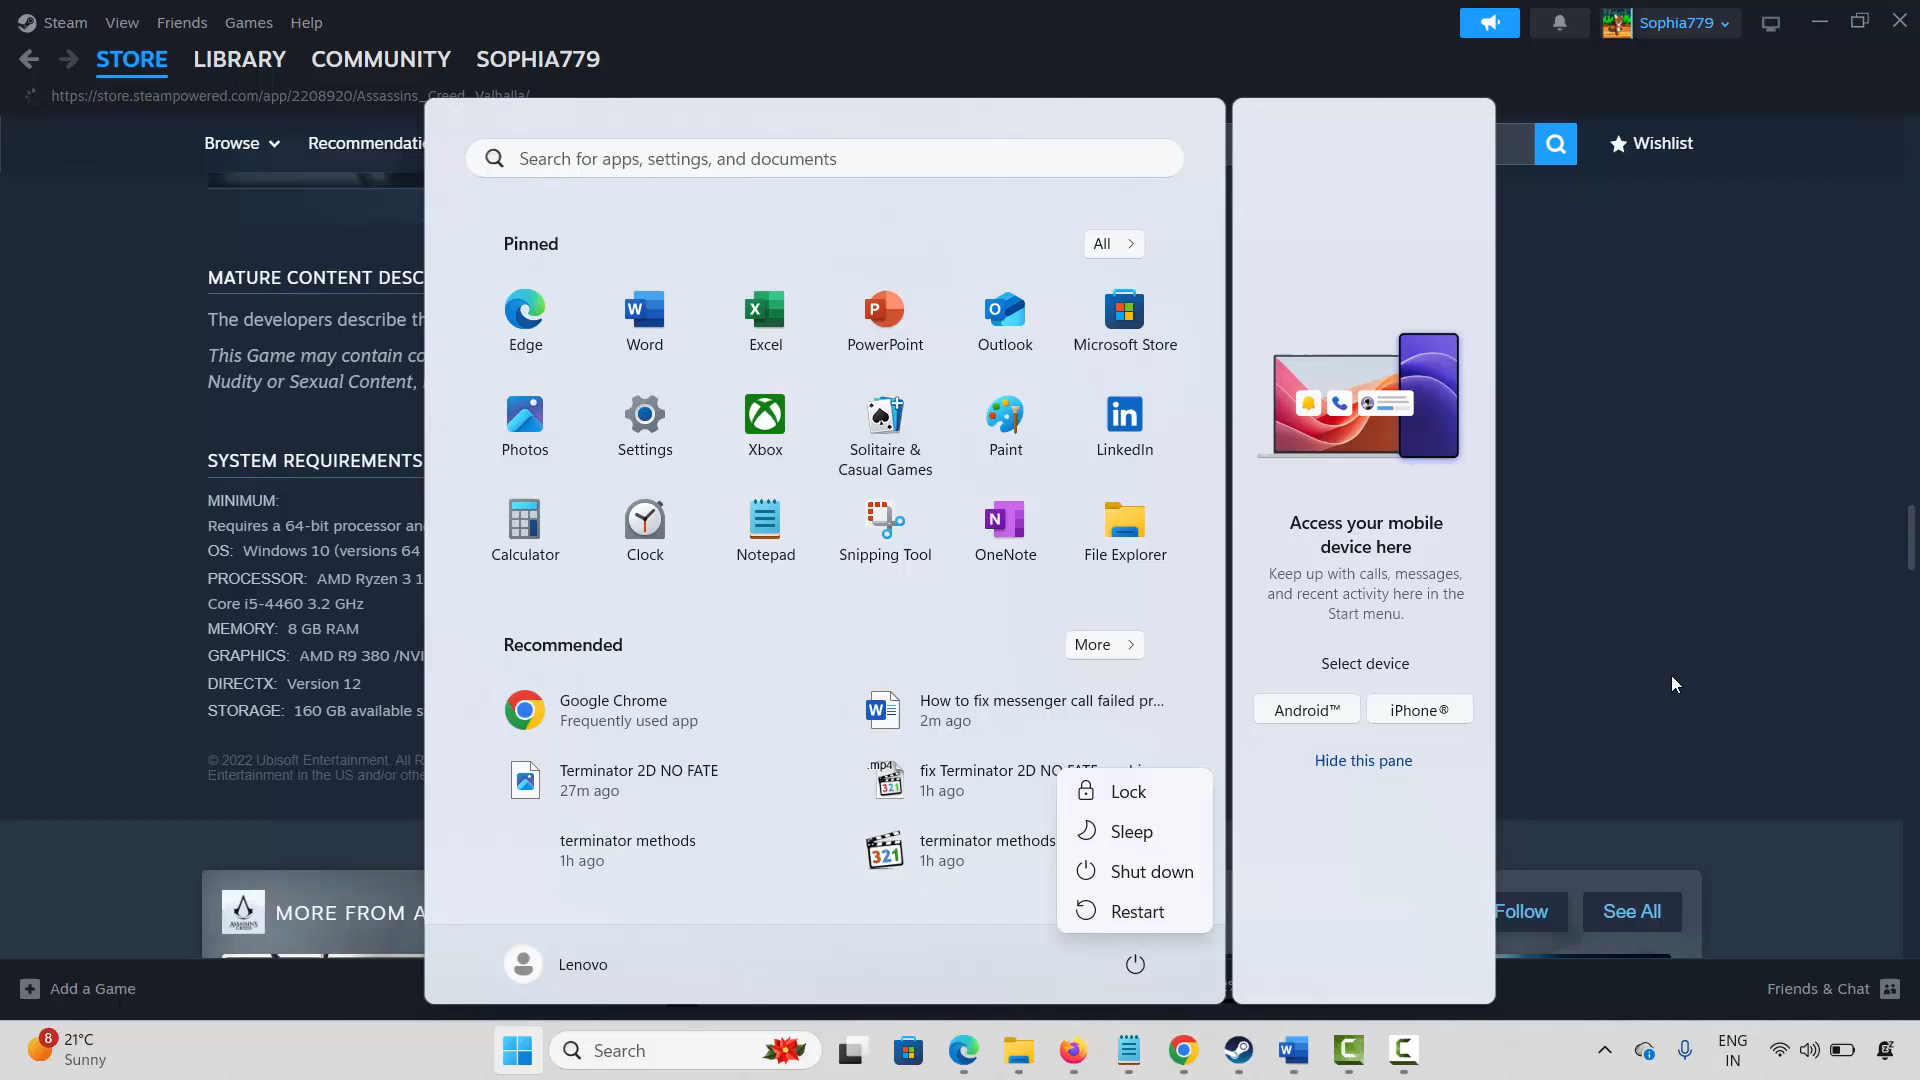 Steam View Friends Games Help
Sophia779
STORE LIBRARY COMMUNITY SOPHIA779
https://store.steampowered.com/app/2208920/Assassins_Creed_Valhalla/
Browse
Wishlist
Search for apps, settings, and documents
Pinned
All
Edge Word Excel PowerPoint Outlook Microsoft Store
Photos Settings Xbox Solitaire & Casual Games Paint LinkedIn
Calculator Clock Notepad Snipping Tool OneNote File Explorer
Recommended
More
Google Chrome
Frequently used app
How to fix messenger call failed pr...
2m ago
Terminator 2D NO FATE
27m ago
.mp4
fix Terminator 2D NO FATE
1h ago
terminator methods
1h ago
terminator methods
1h ago
Lock
Sleep
Shut down
Restart
Lenovo
Access your mobile
device here
Keep up with calls, messages,
and recent activity here in the
Start menu.
Select device
Android™ iPhone®
Hide this pane
MATURE CONTENT DESC
The developers describe th
This Game may contain co
Nudity or Sexual Content,
SYSTEM REQUIREMENTS
MINIMUM:
Requires a 64-bit processor and
OS: Windows 10 (versions 64
PROCESSOR: AMD Ryzen 3 1
Core i5-4460 3.2 GHz
MEMORY: 8 GB RAM
GRAPHICS: AMD R9 380 /NVI
DIRECTX: Version 12
STORAGE: 160 GB available s
© 2022 Ubisoft Entertainment. All R
Entertainment in the US and/or othe
MORE FROM A
Follow See All
Add a Game
Friends & Chat
8
21°C
Sunny
Search
ENG
IN